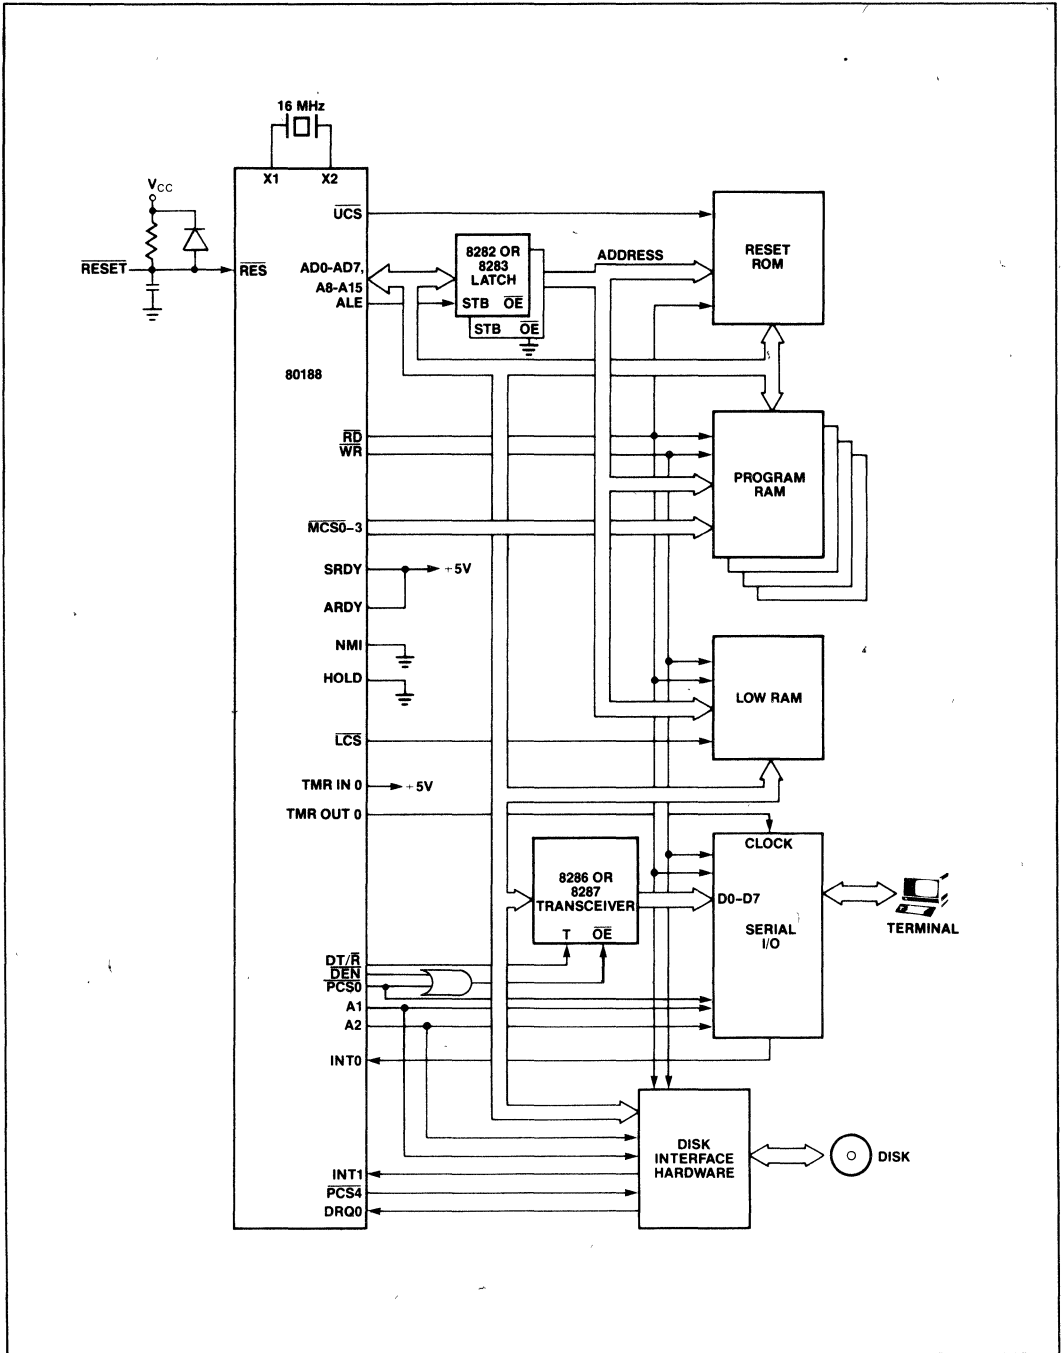 16 MHz
X1 X2
VCC
RESET
RES
UCS
AD0-AD7,
A8-A15
ALE
80188
8282 OR
8283
LATCH
STB OE
STB OE
ADDRESS
RESET
ROM
RD
WR
PROGRAM
RAM
MCS0-3
SRDY
+5V
ARDY
NMI
HOLD
LOW RAM
LCS
TMR IN 0
+5V
TMR OUT 0
CLOCK
8286 OR
8287
TRANSCEIVER
T OE
D0-D7
SERIAL
I/O
TERMINAL
DT/R
DEN
PCS0
A1
A2
INT0
DISK
INTERFACE
HARDWARE
DISK
INT1
PCS4
DRQ0